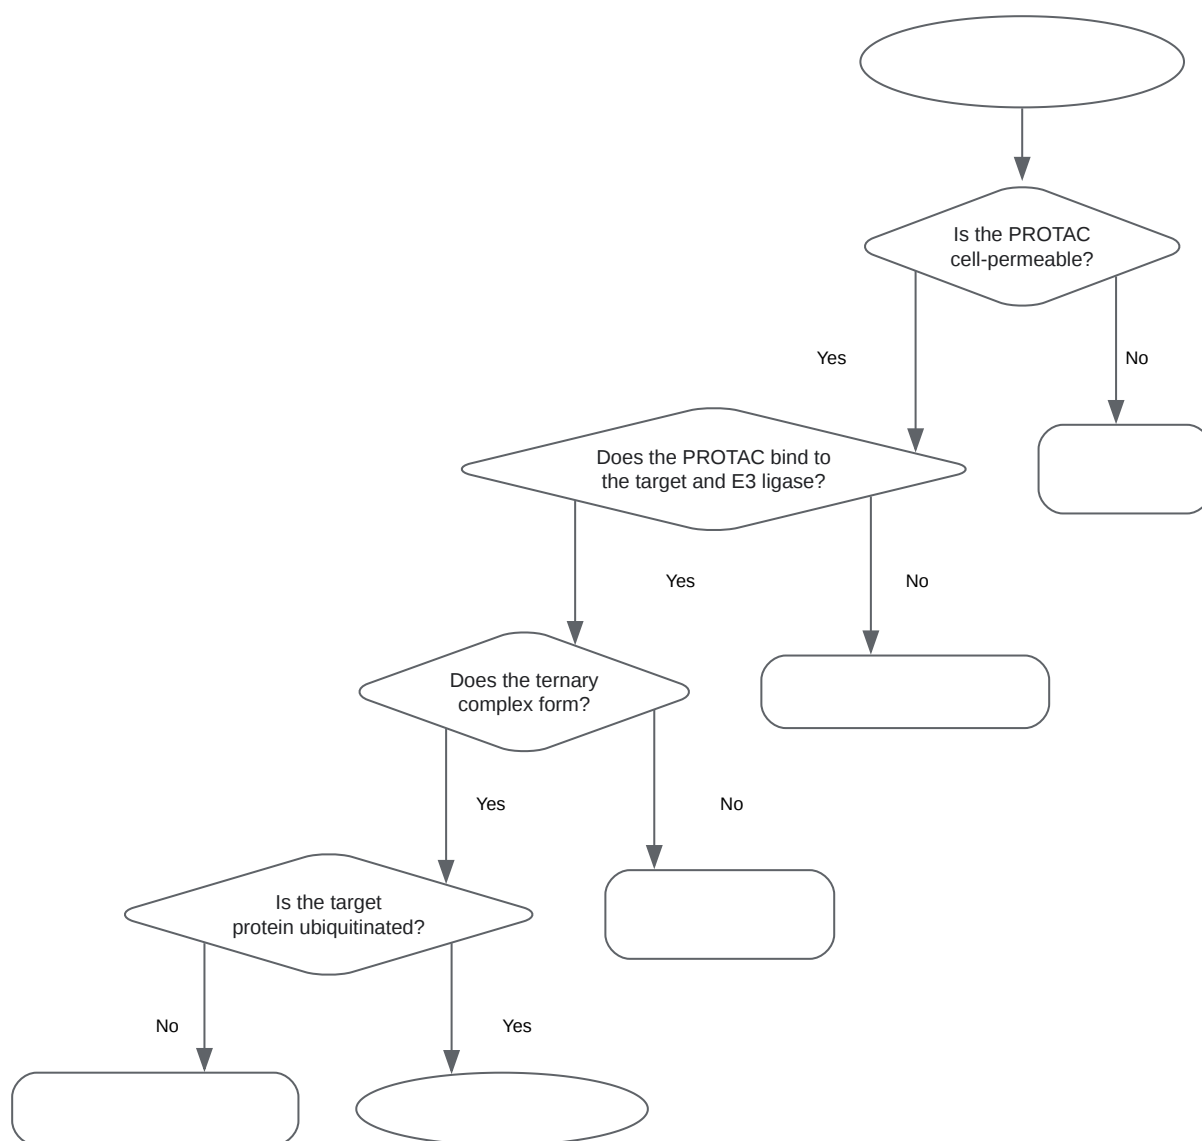 Is the PROTAC
cell-permeable?
Yes
No
Does the PROTAC bind to
the target and E3 ligase?
Yes
No
Does the ternary
complex form?
Yes
No
Is the target
protein ubiquitinated?
No
Yes